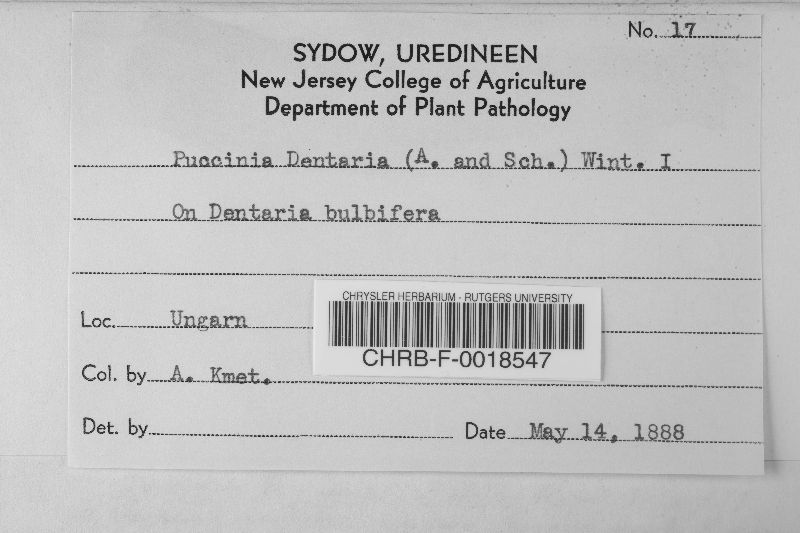 No. 17
SYDOW, UREDINEEN
New Jersey College of Agriculture
Department of Plant Pathology
Puccinia Dentaria (A. and Sch.) Wint. I
On Dentaria bulbifera
Loc. Ungarn
CHRYSLER HERBARIUM - RUTGERS UNIVERSITY
CHRB-F-0018547
Col. by A. Kmet.
Det. by
Date May 14, 1888